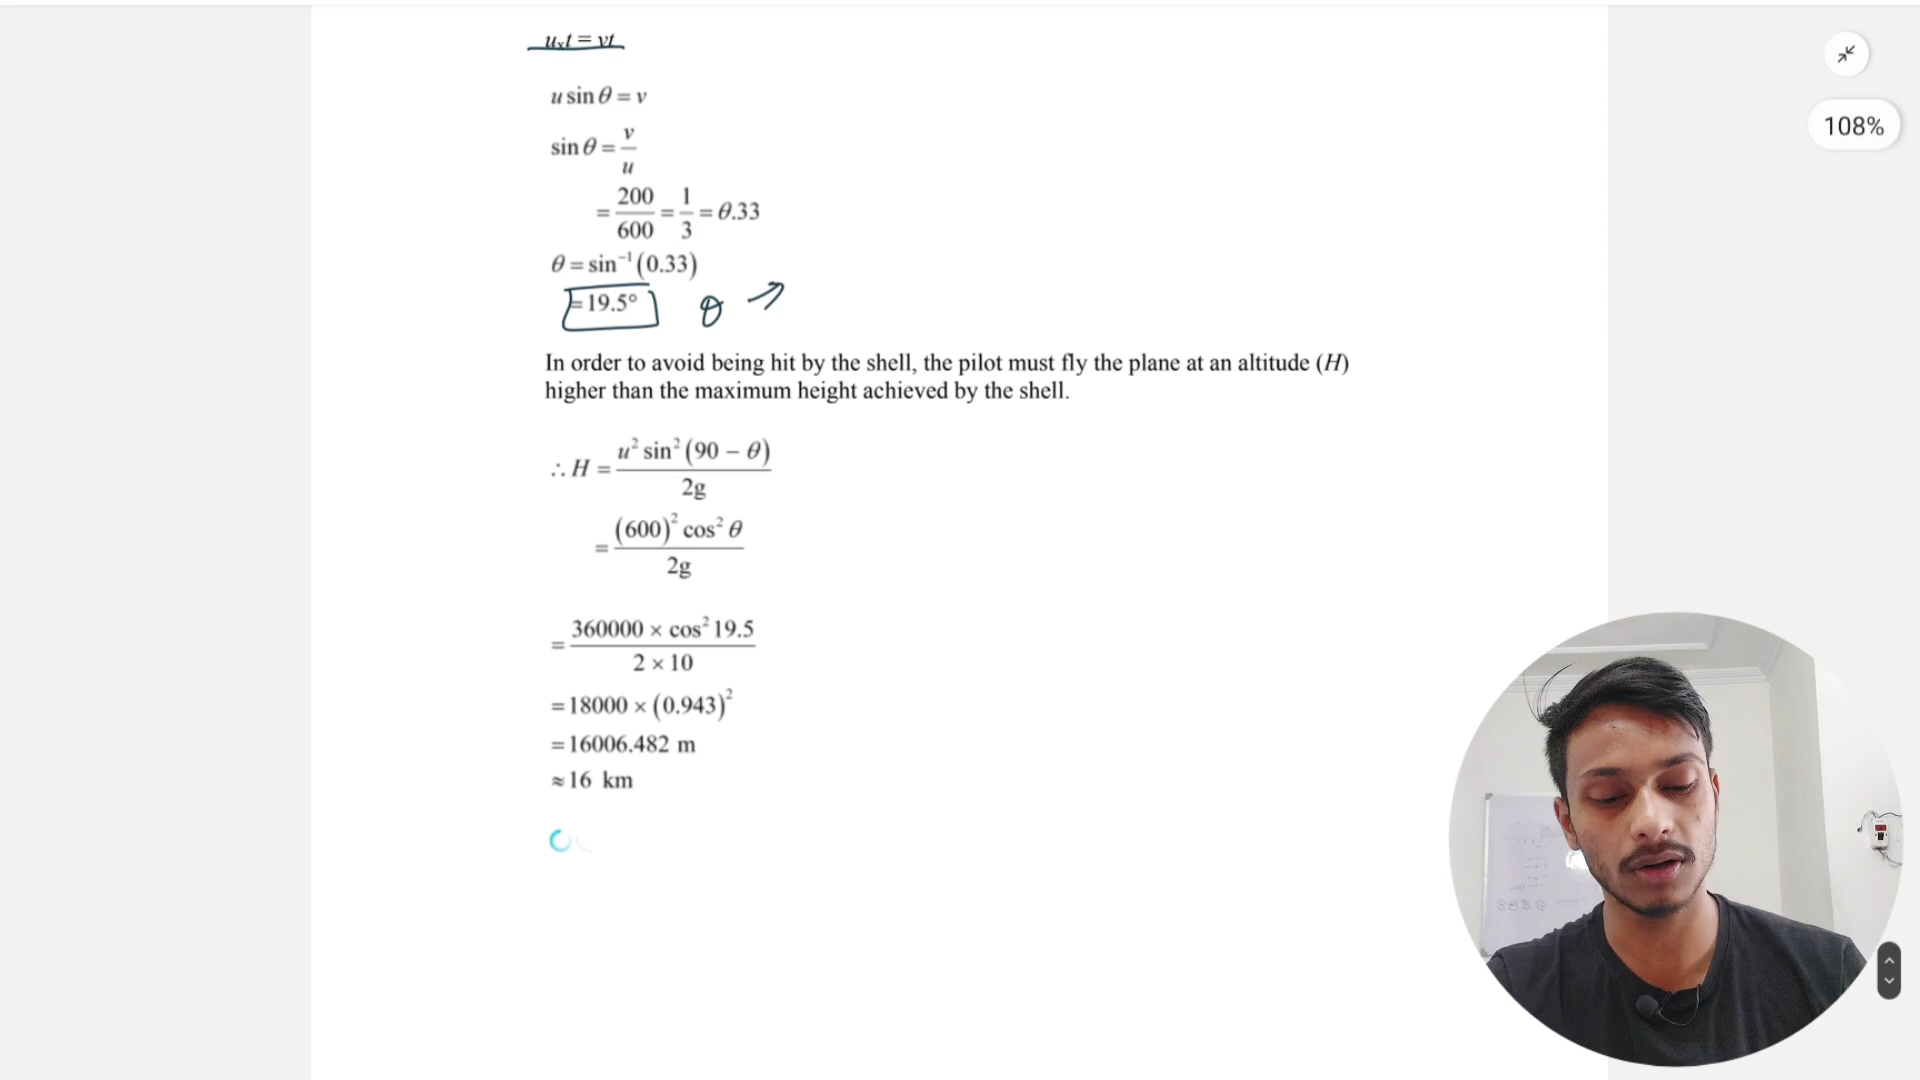 uₓt = vt
u sin θ = v
sin θ = v/u
= 200/600 = 1/3 = θ.33
θ = sin⁻¹(0.33)
= 19.5° θ →
In order to avoid being hit by the shell, the pilot must fly the plane at an altitude (H)
higher than the maximum height achieved by the shell.
∴ H = u² sin² (90 – θ)/2g
= (600)² cos² θ/2g
= 360000 × cos² 19.5/2 × 10
= 18000 × (0.943)²
= 16006.482 m
≈ 16 km
108%